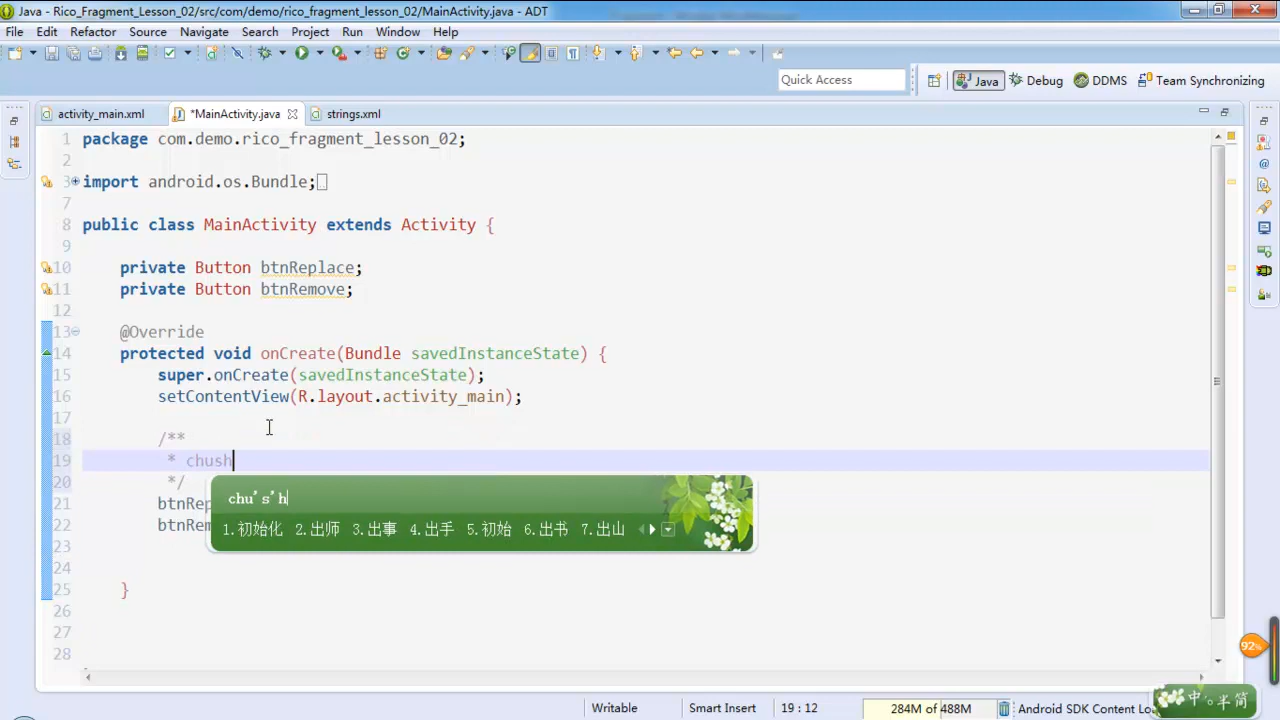 Java - Rico_Fragment_Lesson_02/src/com/demo/rico_fragment_lesson_02/MainActivity.java - ADT
File Edit Refactor Source Navigate Search Project Run Window Help
Quick Access Java Debug DDMS Team Synchronizing
activity_main.xml *MainActivity.java strings.xml
1 package com.demo.rico_fragment_lesson_02;
2
3 import android.os.Bundle;
7
8 public class MainActivity extends Activity {
9
10 private Button btnReplace;
11 private Button btnRemove;
12
13 @Override
14 protected void onCreate(Bundle savedInstanceState) {
15 super.onCreate(savedInstanceState);
16 setContentView(R.layout.activity_main);
17
18 /**
19 * chush
20 */
chu's'h
21 btnRep
1.初始化 2.出师 3.出事 4.出手 5.初始 6.出书 7.出山
22 btnRem
23
24
25 }
26
27
28
92%
Writable Smart Insert 19 : 12 284M of 488M Android SDK Content Lo
中 半 简